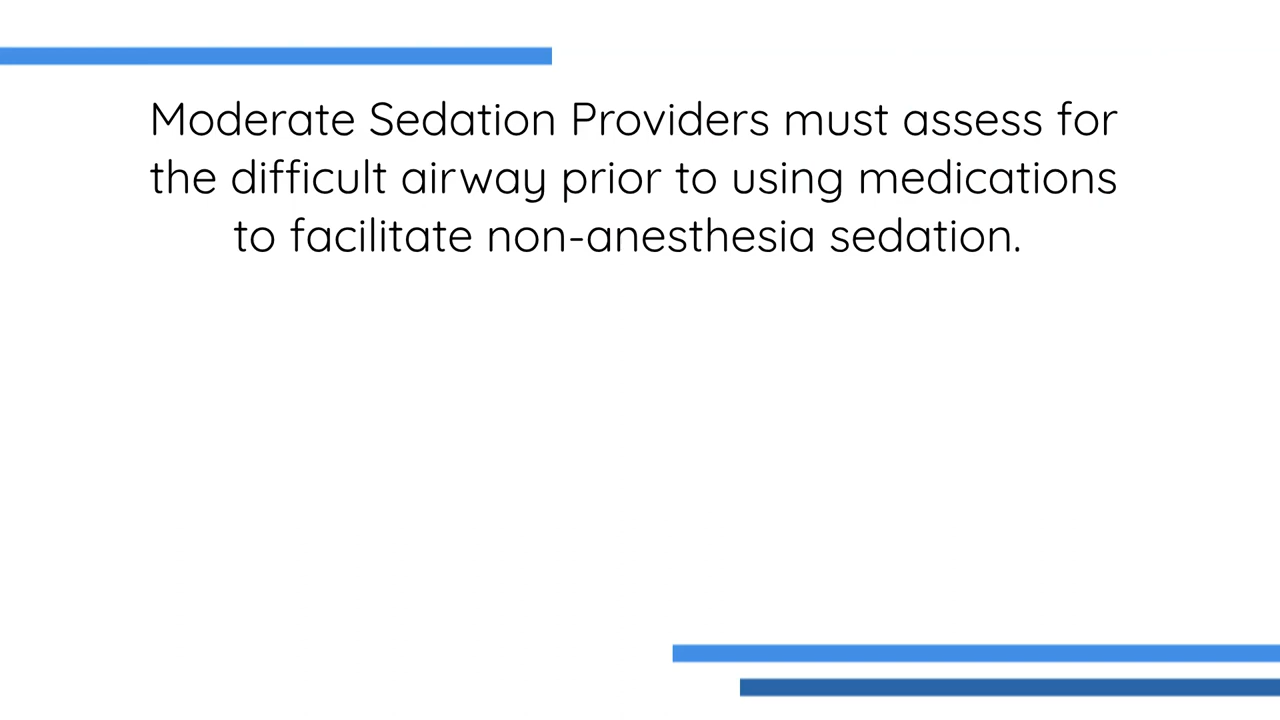 Moderate Sedation Providers must assess for
the difficult airway prior to using medications
to facilitate non-anesthesia sedation.